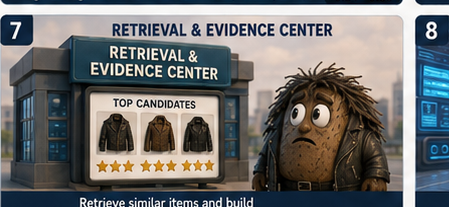 7
RETRIEVAL & EVIDENCE CENTER
8
RETRIEVAL &
EVIDENCE CENTER
TOP CANDIDATES
Retrieve similar items and build